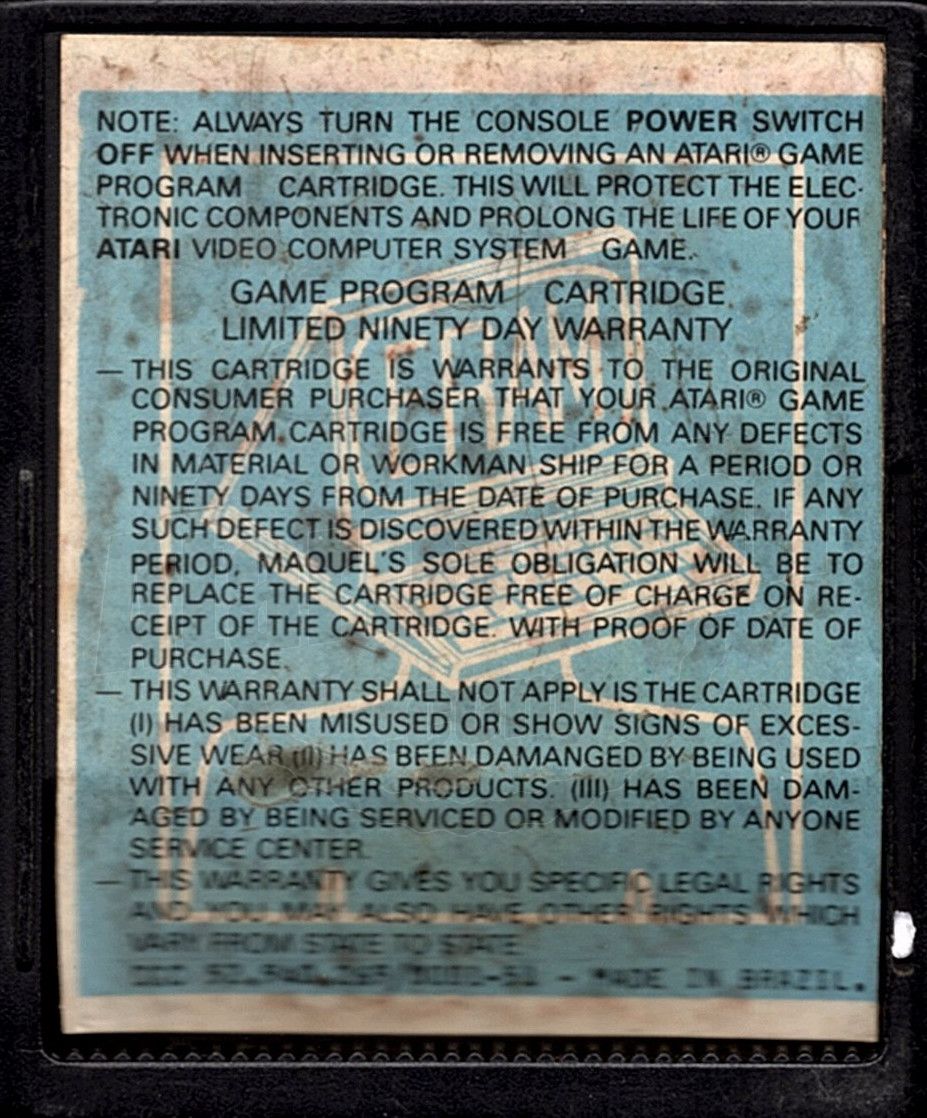 NOTE: ALWAYS TURN THE CONSOLE POWER SWITCH
OFF WHEN INSERTING OR REMOVING AN ATARI® GAME
PROGRAM CARTRIDGE. THIS WILL PROTECT THE ELEC-
TRONIC COMPONENTS AND PROLONG THE LIFE OF YOUR
ATARI VIDEO COMPUTER SYSTEM GAME.
GAME PROGRAM CARTRIDGE
LIMITED NINETY DAY WARRANTY
— THIS CARTRIDGE IS WARRANTS TO THE ORIGINAL
CONSUMER PURCHASER THAT YOUR ATARI® GAME
PROGRAM CARTRIDGE IS FREE FROM ANY DEFECTS
IN MATERIAL OR WORKMAN SHIP FOR A PERIOD OR
NINETY DAYS FROM THE DATE OF PURCHASE. IF ANY
SUCH DEFECT IS DISCOVERED WITHIN THE WARRANTY
PERIOD, MAQUEL'S SOLE OBLIGATION WILL BE TO
REPLACE THE CARTRIDGE FREE OF CHARGE ON RE-
CEIPT OF THE CARTRIDGE. WITH PROOF OF DATE OF
PURCHASE.
— THIS WARRANTY SHALL NOT APPLY IS THE CARTRIDGE
(I) HAS BEEN MISUSED OR SHOW SIGNS OF EXCES-
SIVE WEAR (II) HAS BEEN DAMANGED BY BEING USED
WITH ANY OTHER PRODUCTS. (III) HAS BEEN DAM-
AGED BY BEING SERVICED OR MODIFIED BY ANYONE
SERVICE CENTER.
— THIS WARRANTY GIVES YOU SPECIFIC LEGAL RIGHTS
AND YOU MAY ALSO HAVE OTHER RIGHTS WHICH
VARY FROM STATE TO STATE
- MADE IN BRAZIL.